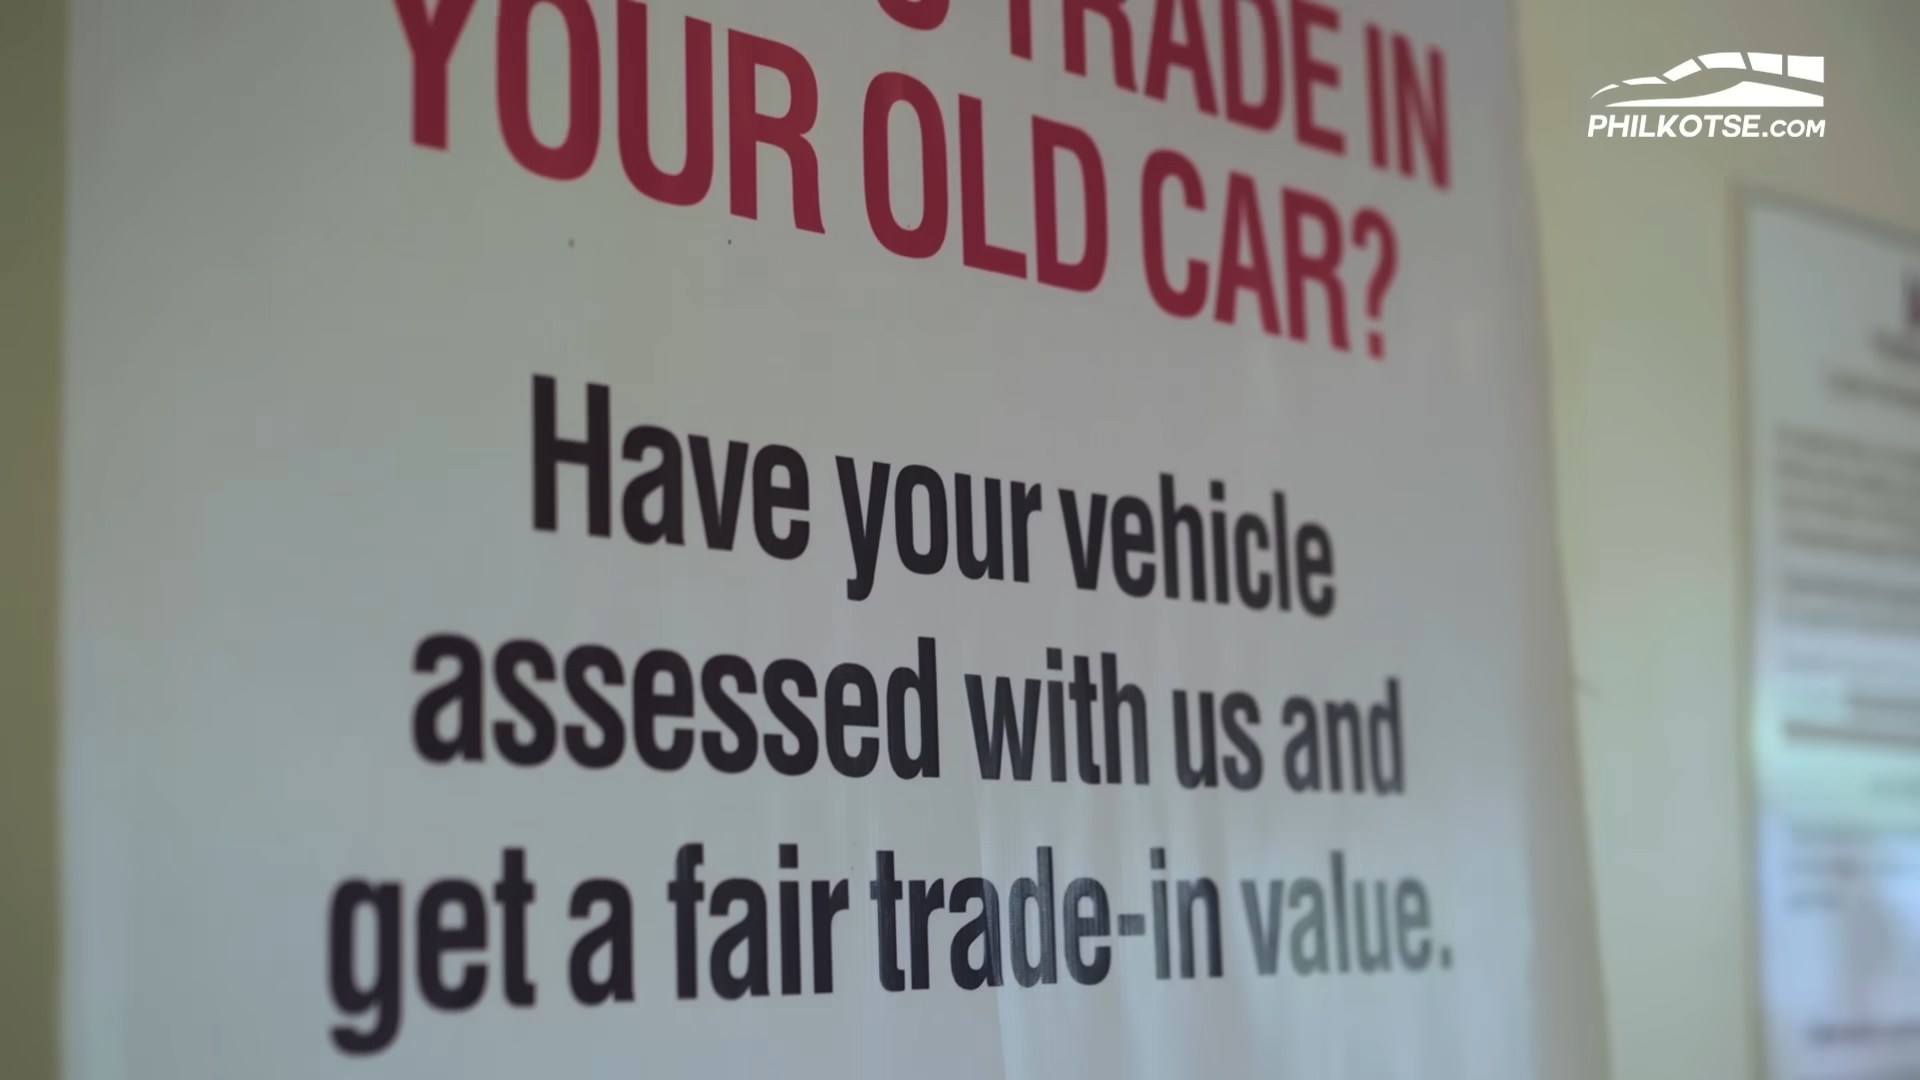 TRADE IN
YOUR OLD CAR?
Have your vehicle
assessed with us and
get a fair trade-in value.
PHILKOTSE.COM